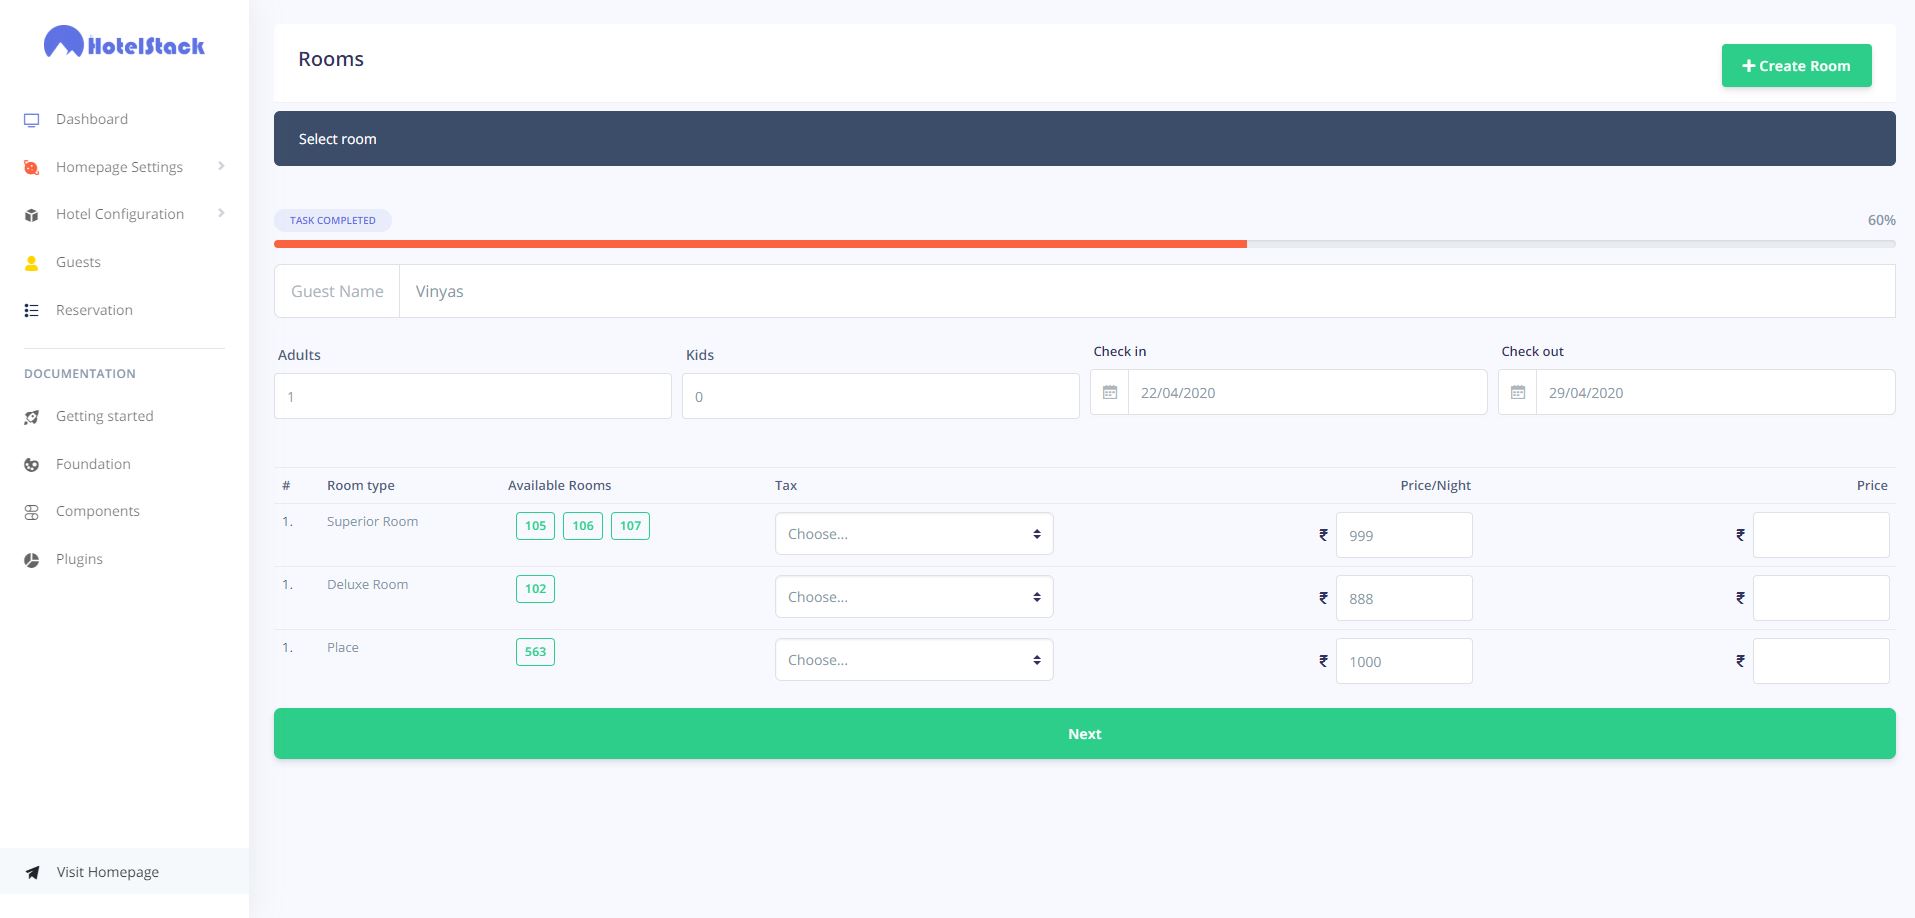 HotelStack
Dashboard
Homepage Settings
Hotel Configuration
Guests
Reservation
DOCUMENTATION
Getting started
Foundation
Components
Plugins
Visit Homepage
Rooms
Create Room
Select room
TASK COMPLETED 60%
Guest Name Vinyas
Adults Kids Check in Check out
1 0 22/04/2020 29/04/2020
# Room type Available Rooms Tax Price/Night Price
1. Superior Room 105 106 107 Choose... ₹ 999 ₹
1. Deluxe Room 102 Choose... ₹ 888 ₹
1. Place 563 Choose... ₹ 1000 ₹
Next